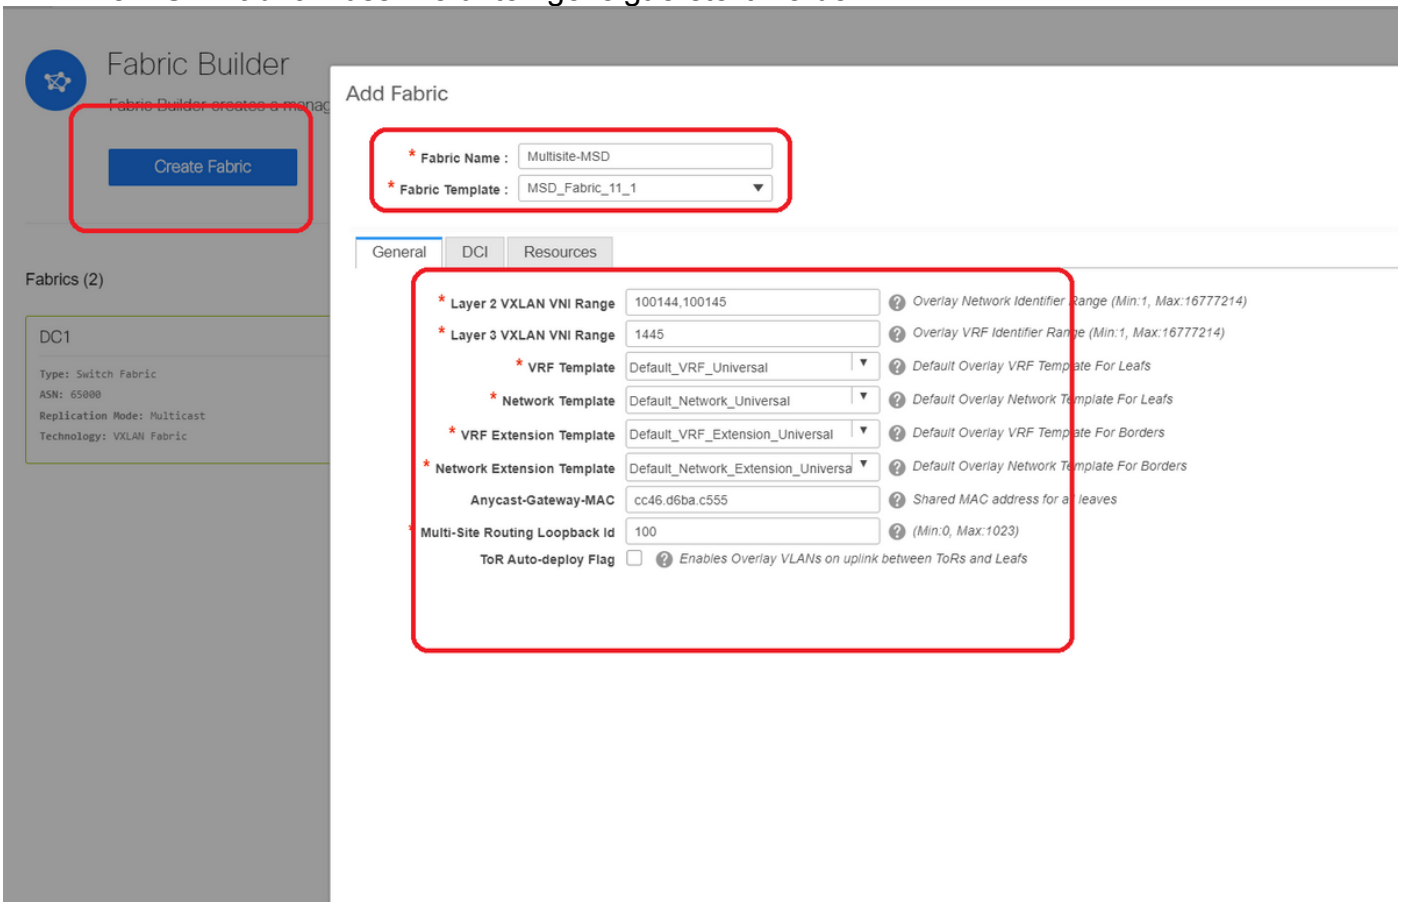 Fabric Builder
Fabric Builder creates a manag
Create Fabric
Fabrics (2)
DC1
Type: Switch Fabric
ASN: 65000
Replication Mode: Multicast
Technology: VXLAN Fabric
Add Fabric
* Fabric Name : Multisite-MSD
* Fabric Template : MSD_Fabric_11_1
General DCI Resources
* Layer 2 VXLAN VNI Range 100144,100145 Overlay Network Identifier Range (Min:1, Max:16777214)
* Layer 3 VXLAN VNI Range 1445 Overlay VRF Identifier Range (Min:1, Max:16777214)
* VRF Template Default_VRF_Universal Default Overlay VRF Template For Leafs
* Network Template Default_Network_Universal Default Overlay Network Template For Leafs
* VRF Extension Template Default_VRF_Extension_Universal Default Overlay VRF Template For Borders
* Network Extension Template Default_Network_Extension_Universa Default Overlay Network Template For Borders
Anycast-Gateway-MAC cc46.d6ba.c555 Shared MAC address for all leaves
* Multi-Site Routing Loopback Id 100 (Min:0, Max:1023)
ToR Auto-deploy Flag Enables Overlay VLANs on uplink between ToRs and Leafs